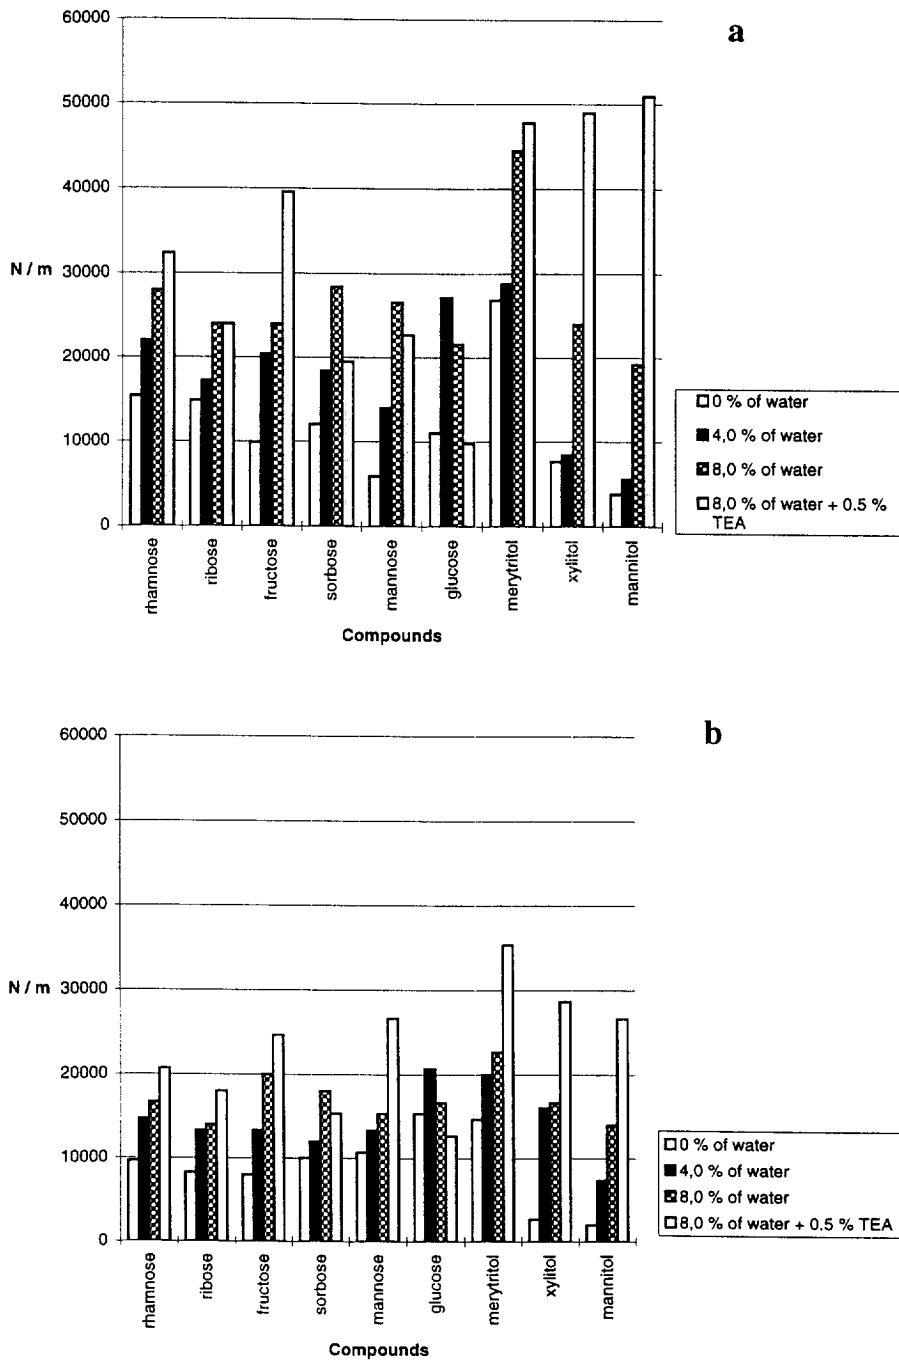 a
60000
50000
40000
30000
20000
10000
0
N / m
rhamnose
ribose
fructose
sorbose
mannose
glucose
merytritol
xylitol
mannitol
Compounds
0 % of water
4,0 % of water
8,0 % of water
8,0 % of water + 0.5 %
TEA
b
60000
50000
40000
30000
20000
10000
0
N / m
rhamnose
ribose
fructose
sorbose
mannose
glucose
merytritol
xylitol
mannitol
Compounds
0 % of water
4,0 % of water
8,0 % of water
8,0 % of water + 0.5 % TEA